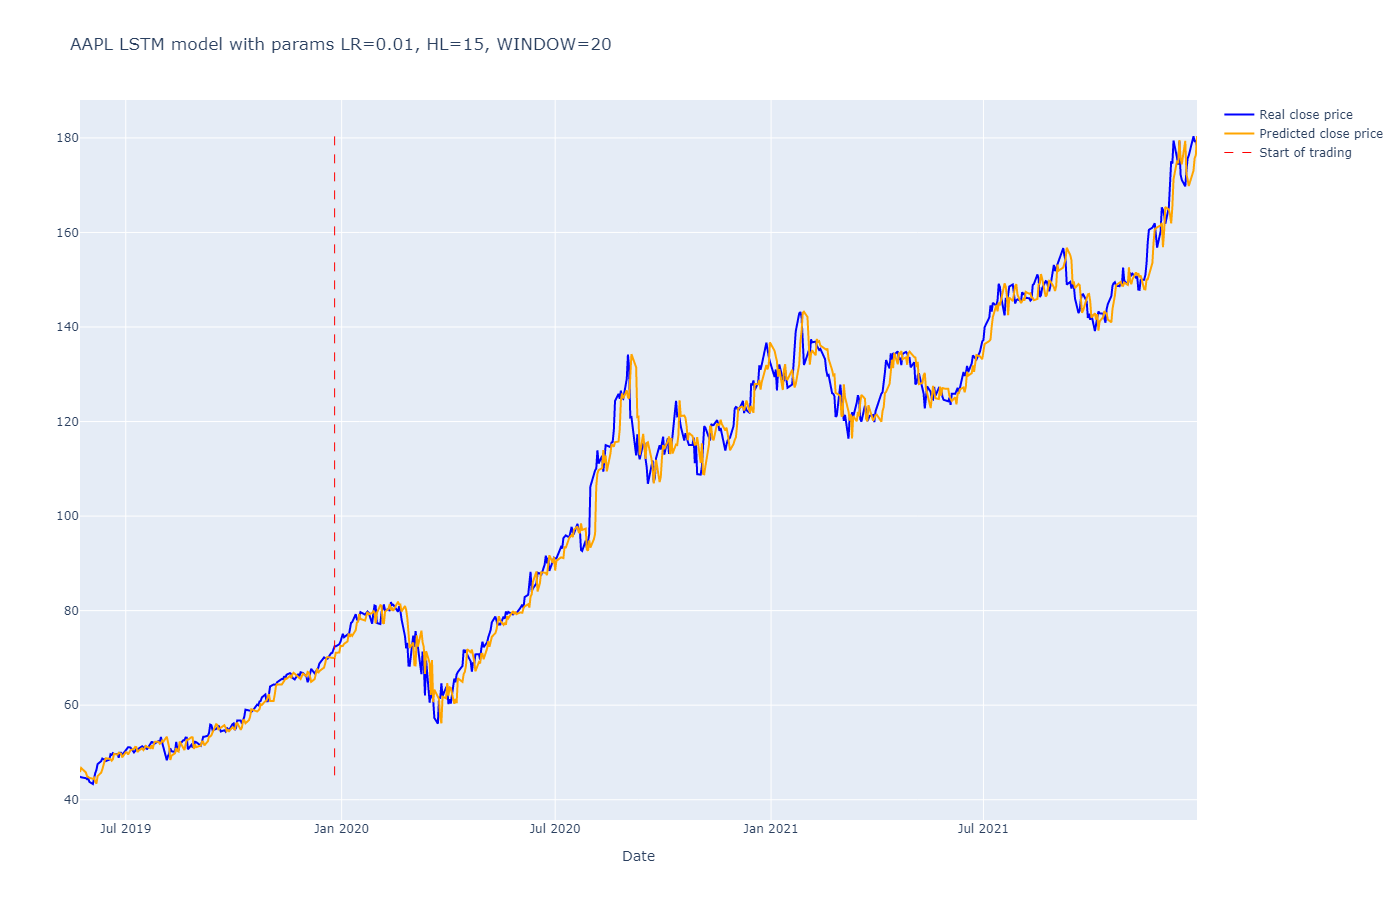 AAPL LSTM model with params LR=0.01, HL=15, WINDOW=20
Real close price
Predicted close price
Start of trading
180
160
140
120
100
80
60
40
Jul 2019
Jan 2020
Jul 2020
Jan 2021
Jul 2021
Date